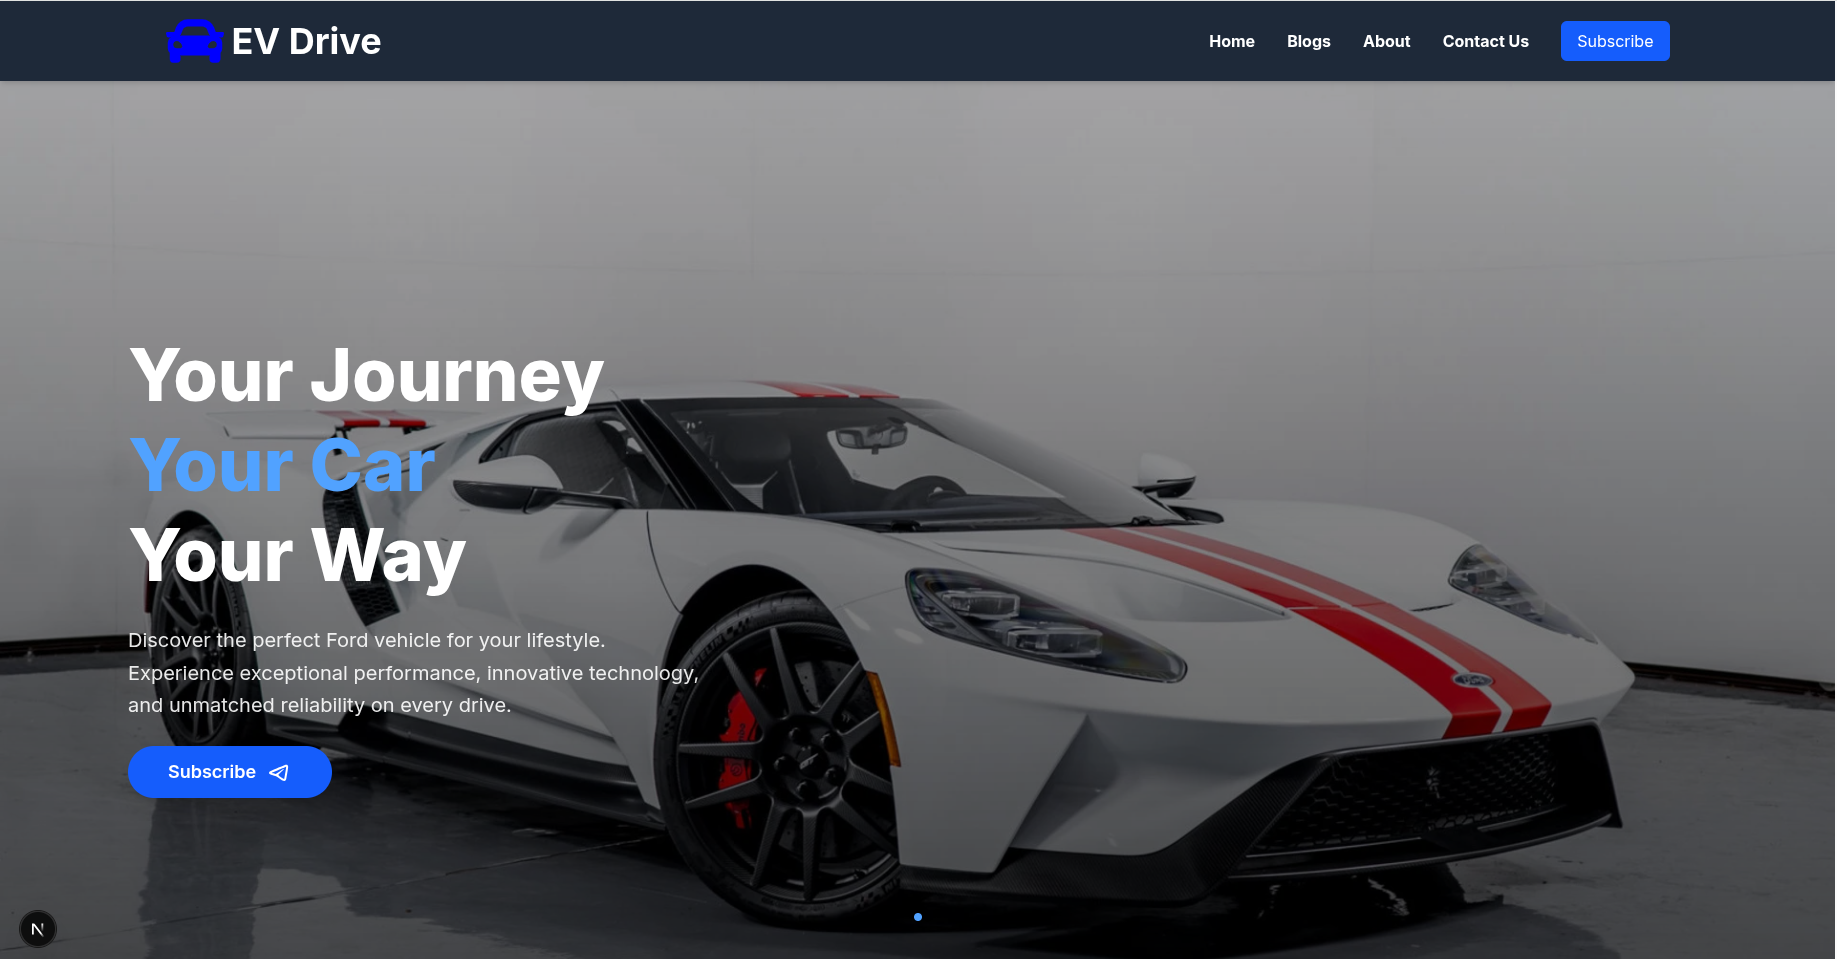 EV Drive
Home
Blogs
About
Contact Us
Subscribe
Your Journey
Your Car
Your Way
Discover the perfect Ford vehicle for your lifestyle.
Experience exceptional performance, innovative technology,
and unmatched reliability on every drive.
Subscribe
N